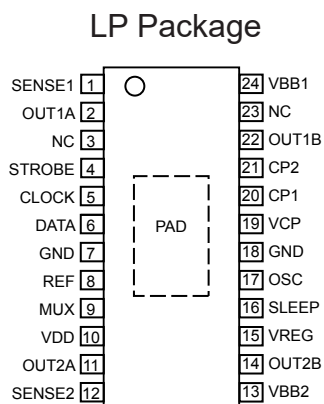 LP Package
SENSE1 1
OUT1A 2
NC 3
STROBE 4
CLOCK 5
DATA 6
GND 7
REF 8
MUX 9
VDD 10
OUT2A 11
SENSE2 12
PAD
24 VBB1
23 NC
22 OUT1B
21 CP2
20 CP1
19 VCP
18 GND
17 OSC
16 SLEEP
15 VREG
14 OUT2B
13 VBB2